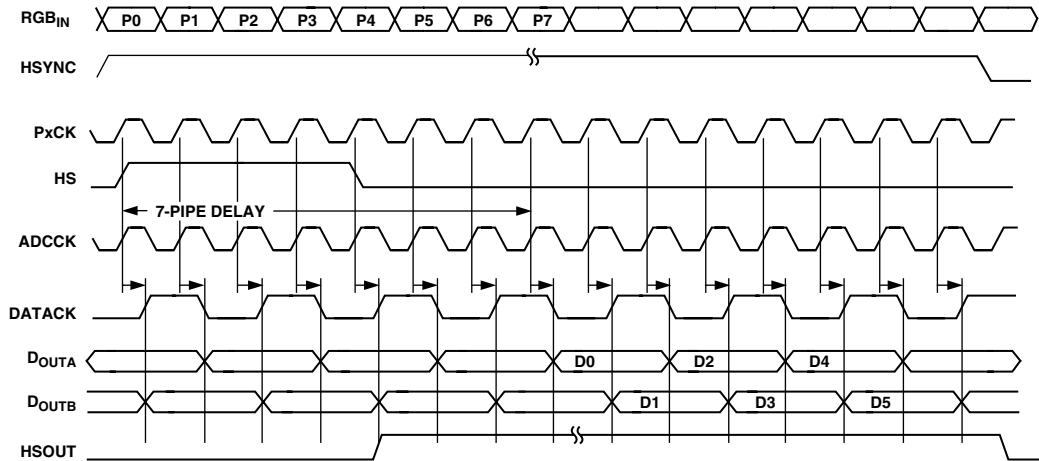 RGBIN P0 P1 P2 P3 P4 P5 P6 P7
HSYNC
PxCK
HS
7-PIPE DELAY
ADCCK
DATACK
DOUTA D0 D2 D4
DOUTB D1 D3 D5
HSOUT